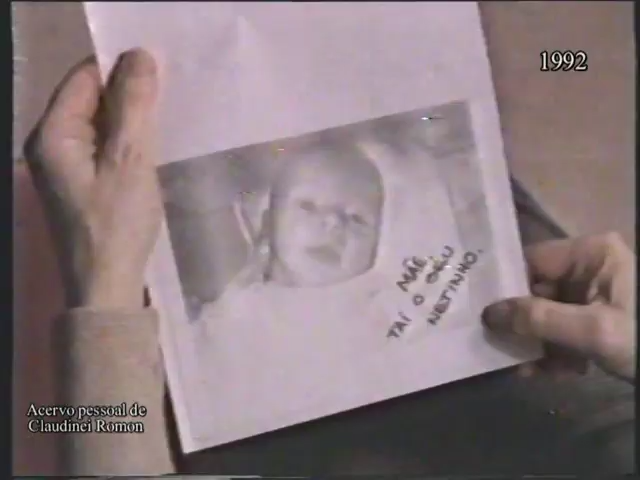 1992
MÃE
TAÍ O SEU
NETINHO.
Acervo pessoal de
Claudinei Romon